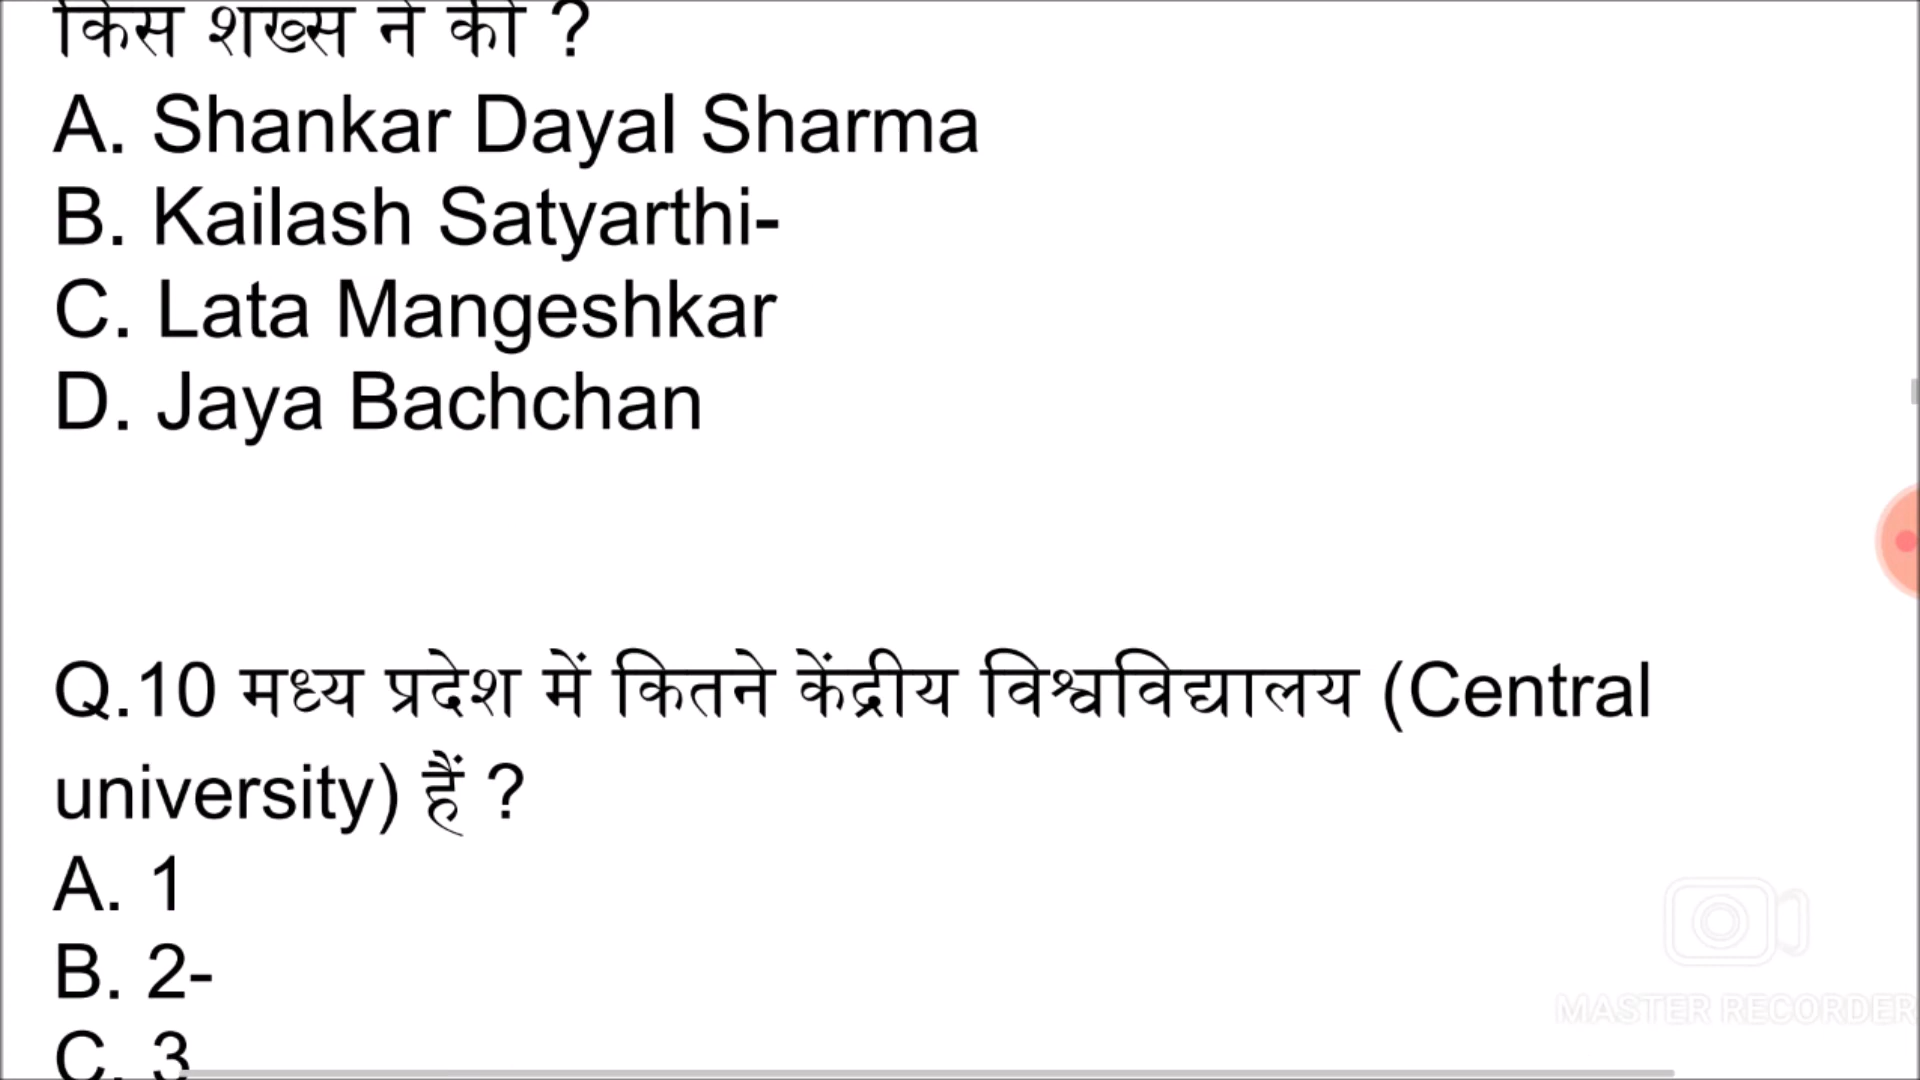 किस शख्स ने की ?
A. Shankar Dayal Sharma
B. Kailash Satyarthi-
C. Lata Mangeshkar
D. Jaya Bachchan
Q.10 मध्य प्रदेश में कितने केंद्रीय विश्वविद्यालय (Central
university) हैं ?
A. 1
B. 2-
C. 3
MASTER RECORDER